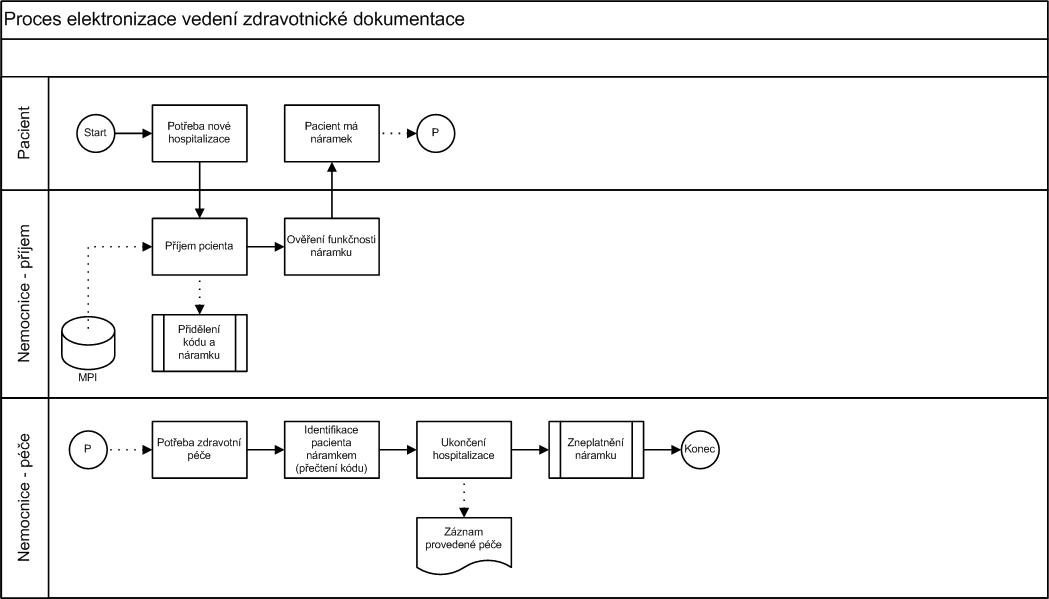 Proces elektronizace vedení zdravotnické dokumentace
Pacient
Start
Potřeba nové
hospitalizace
Pacient má
náramek
P
Nemocnice - příjem
Příjem pcienta
Ověření funkčnosti
náramku
MPI
Přidělení
kódu a
náramku
Nemocnice - péče
P
Potřeba zdravotní
péče
Identifikace
pacienta
náramkem
(přečtení kódu)
Ukončení
hospitalizace
Zneplatnění
náramku
Konec
Záznam
provedené péče